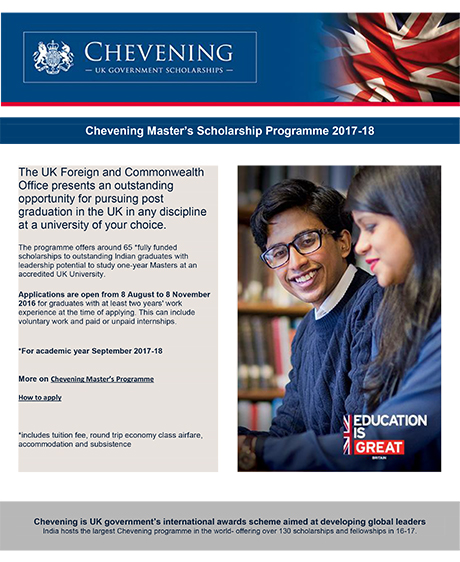 CHEVENING
— UK GOVERNMENT SCHOLARSHIPS —
Chevening Master's Scholarship Programme 2017-18
The UK Foreign and Commonwealth
Office presents an outstanding
opportunity for pursuing post
graduation in the UK in any discipline
at a university of your choice.
The programme offers around 65 *fully funded
scholarships to outstanding Indian graduates with
leadership potential to study one-year Masters at an
accredited UK University.
Applications are open from 8 August to 8 November
2016 for graduates with at least two years' work
experience at the time of applying. This can include
voluntary work and paid or unpaid internships.
*For academic year September 2017-18
More on Chevening Master's Programme
How to apply
*includes tuition fee, round trip economy class airfare,
accommodation and subsistence
EDUCATION
IS
GREAT
BRITAIN
Chevening is UK government's international awards scheme aimed at developing global leaders
India hosts the largest Chevening programme in the world- offering over 130 scholarships and fellowships in 16-17.